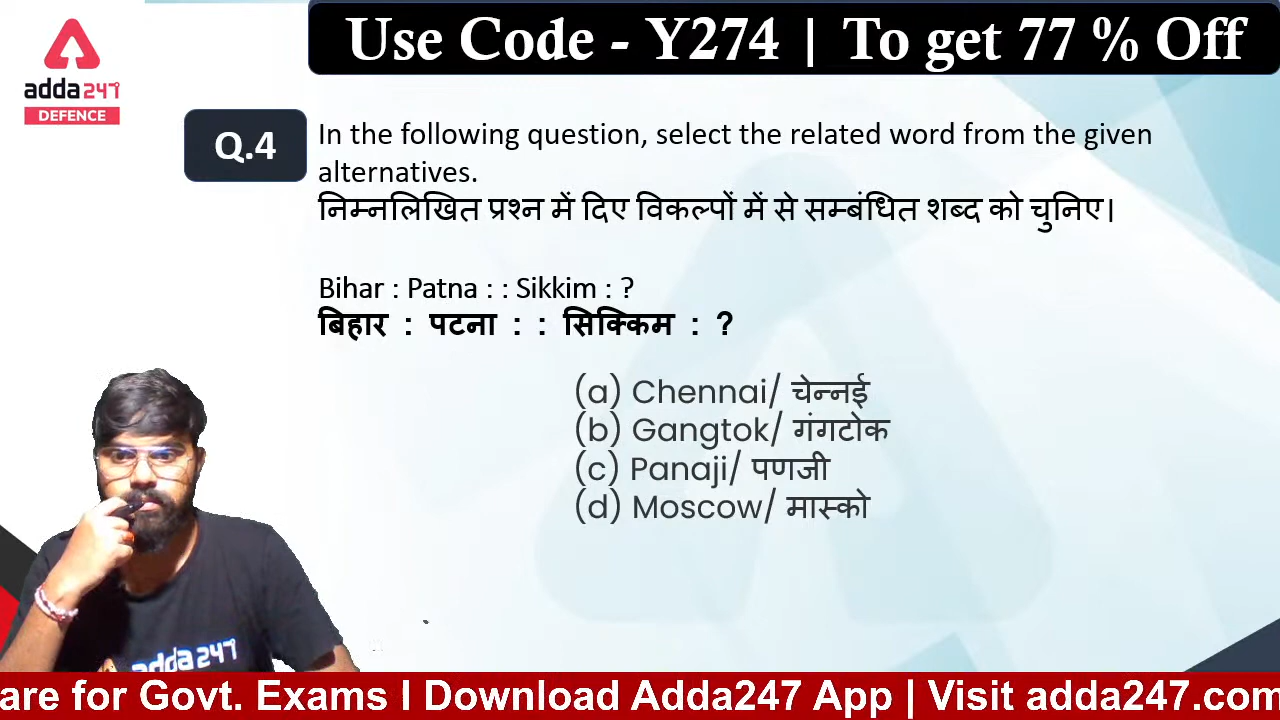 Use Code - Y274 | To get 77 % Off
adda247
DEFENCE
Q.4
In the following question, select the related word from the given
alternatives.
निम्नलिखित प्रश्न में दिए विकल्पों में से सम्बंधित शब्द को चुनिए।
Bihar : Patna : : Sikkim : ?
बिहार : पटना : : सिक्किम : ?
(a) Chennai/ चेन्नई
(b) Gangtok/ गंगटोक
(c) Panaji/ पणजी
(d) Moscow/ मास्को
adda247
are for Govt. Exams I Download Adda247 App | Visit adda247.com